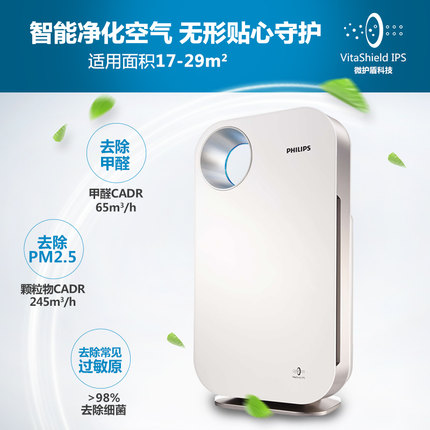 智能净化空气 无形贴心守护
适用面积17-29m²
VitaShield IPS
微护盾科技
去除
甲醛
甲醛CADR
65m³/h
去除
PM2.5
颗粒物CADR
245m³/h
去除常见
过敏原
>98%
去除细菌
PHILIPS